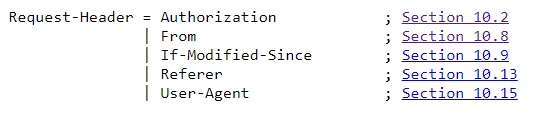 Request-Header = Authorization ; Section 10.2
| From ; Section 10.8
| If-Modified-Since ; Section 10.9
| Referer ; Section 10.13
| User-Agent ; Section 10.15